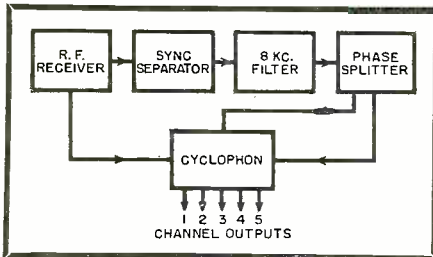 R. F.
RECEIVER
SYNC
SEPARATOR
8 KC.
FILTER
PHASE
SPLITTER
CYCLOPHON
1 2 3 4 5
CHANNEL OUTPUTS